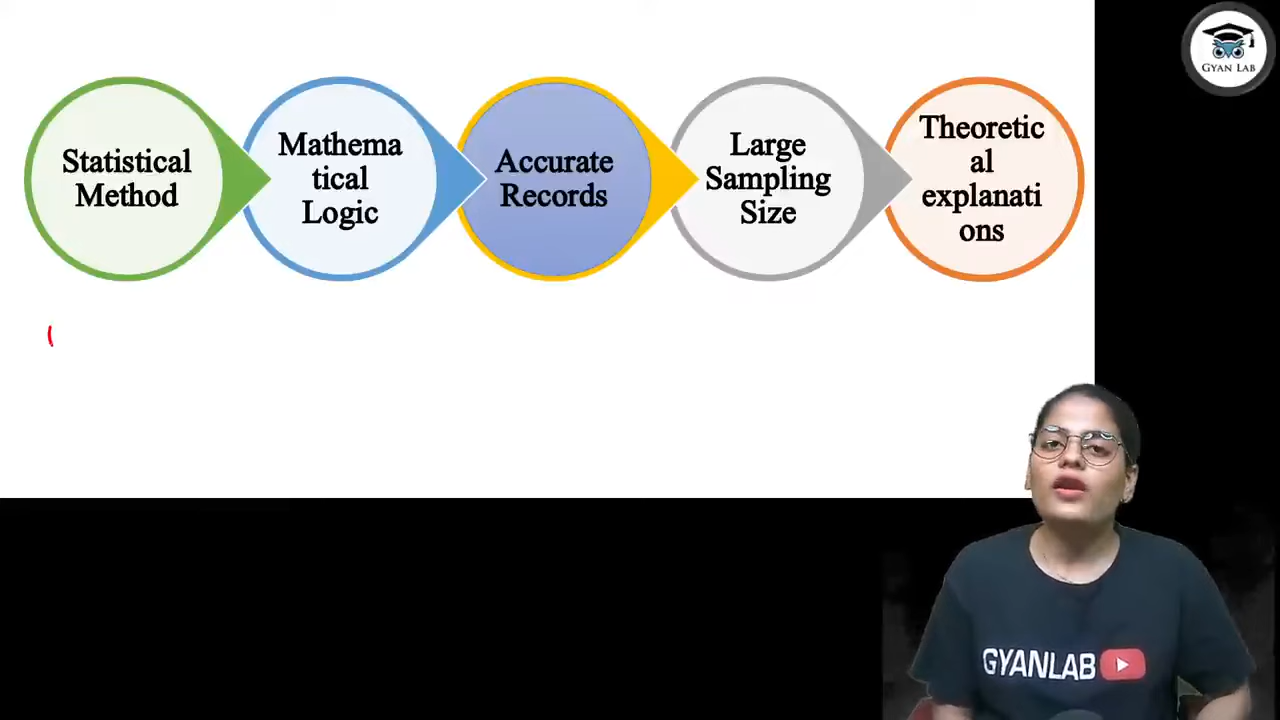 Statistical
Method
Mathema
tical
Logic
Accurate
Records
Large
Sampling
Size
Theoretic
al
explanati
ons
GYAN LAB
GYANLAB